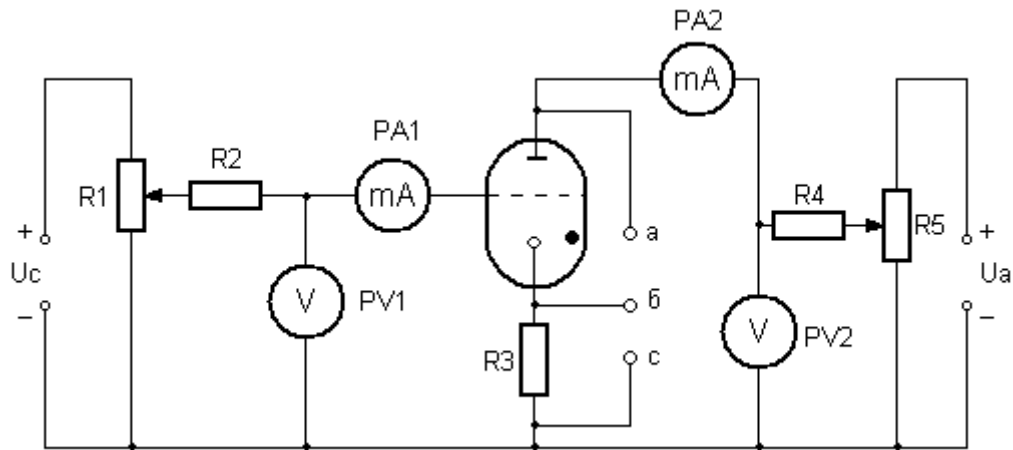 PA2
mA
PA1
R2
mA
R1
R4
R5
+
Uc
−
+
Ua
−
a
б
c
V
PV1
R3
V
PV2